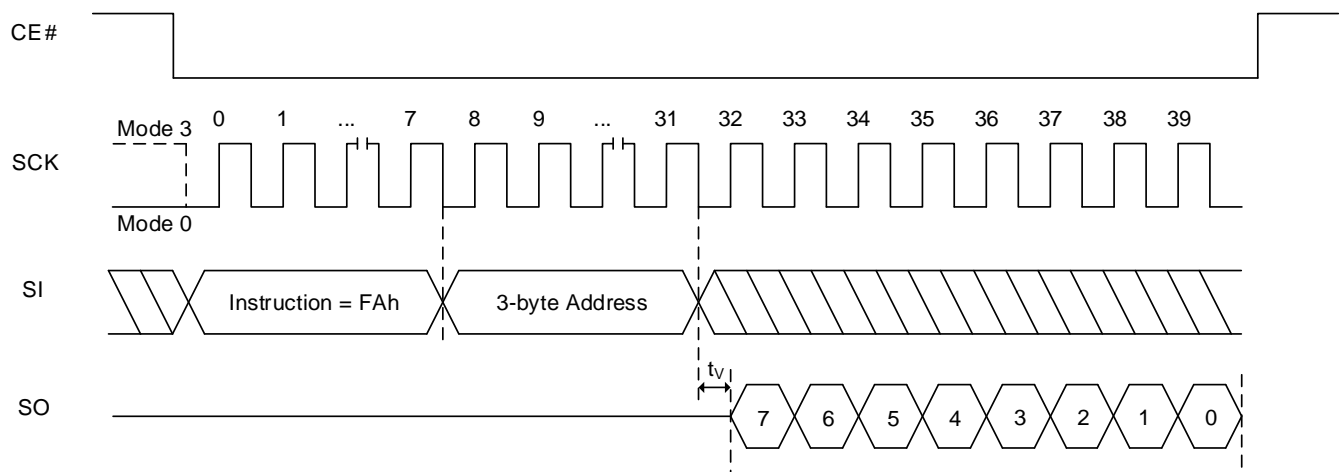 CE#
Mode 3
0 1 ... 7 8 9 ... 31 32 33 34 35 36 37 38 39
SCK
Mode 0
SI
Instruction = FAh
3-byte Address
tV
SO
7 6 5 4 3 2 1 0